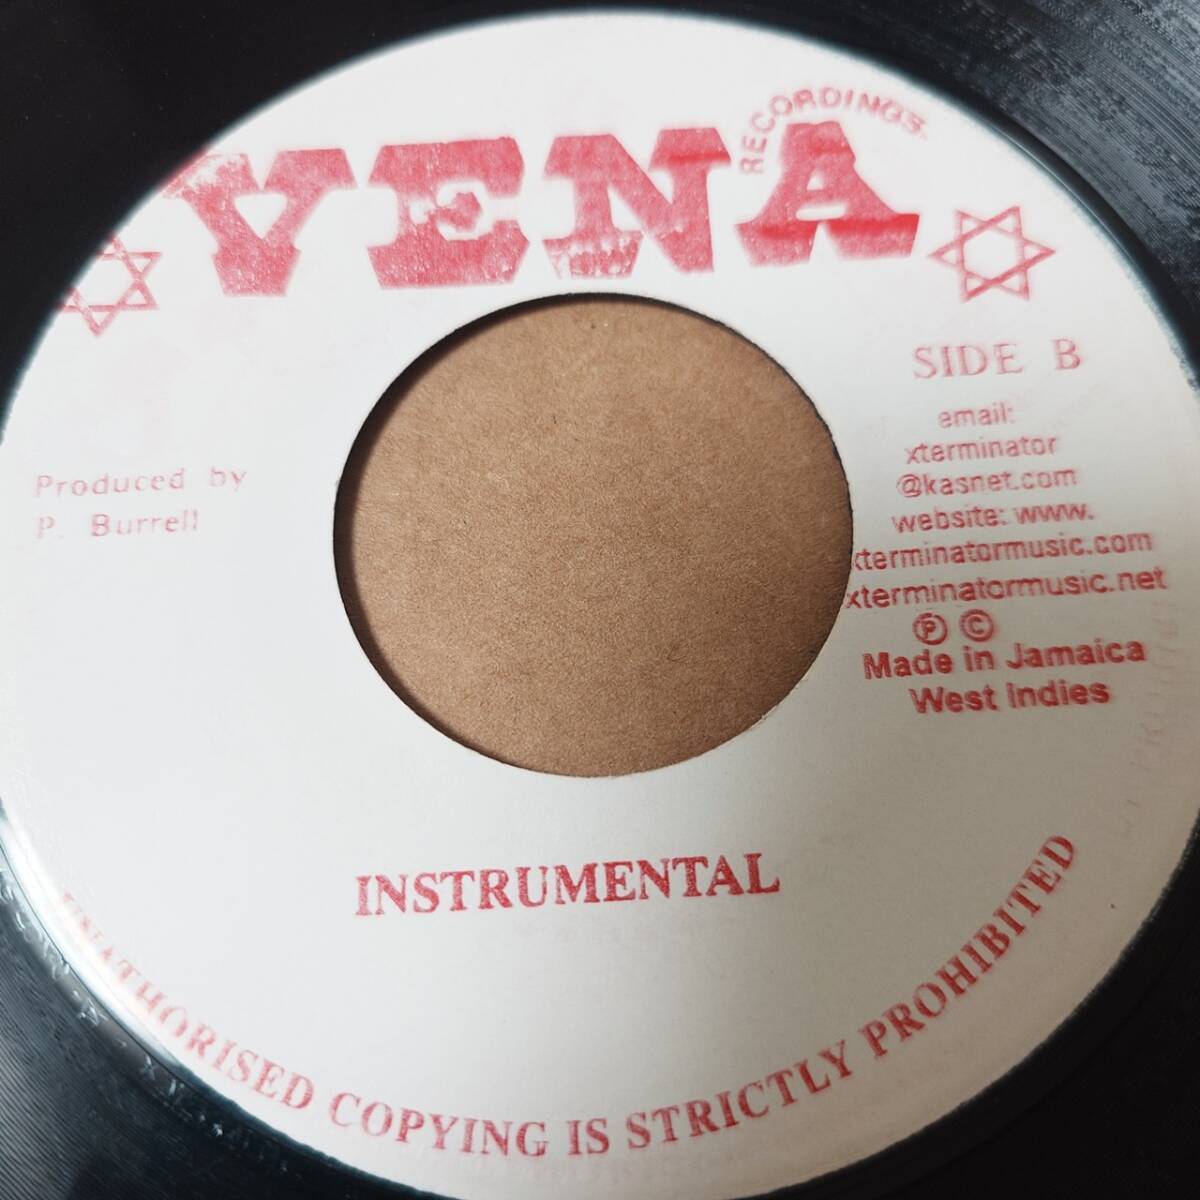 VENA
RECORDINGS.
SIDE B
email:
xterminator
@kasnet.com
website: www.
xterminatormusic.com
xterminatormusic.net
Ⓟ ©
Made in Jamaica
West Indies
Produced by
P. Burrell
INSTRUMENTAL
UNATHORISED COPYING IS STRICTLY PROHIBITED